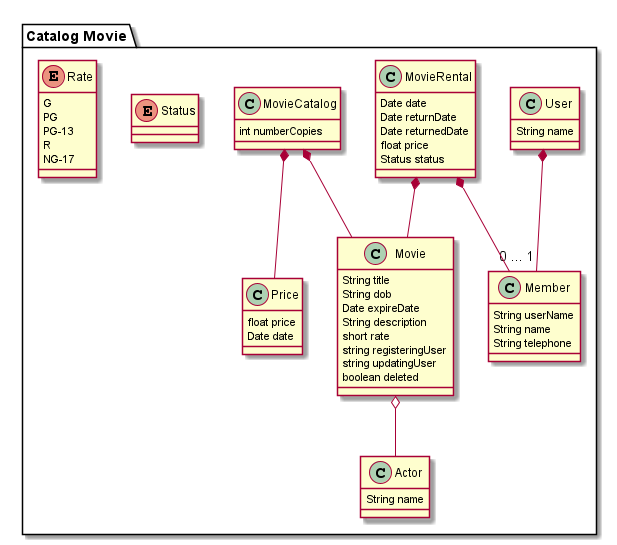 Catalog Movie
E Rate
G
PG
PG-13
R
NG-17
E Status
C MovieCatalog
int numberCopies
C MovieRental
Date date
Date returnDate
Date returnedDate
float price
Status status
C User
String name
0 ... 1
C Movie
String title
String dob
Date expireDate
String description
short rate
string registeringUser
string updatingUser
boolean deleted
C Price
float price
Date date
C Member
String userName
String name
String telephone
C Actor
String name